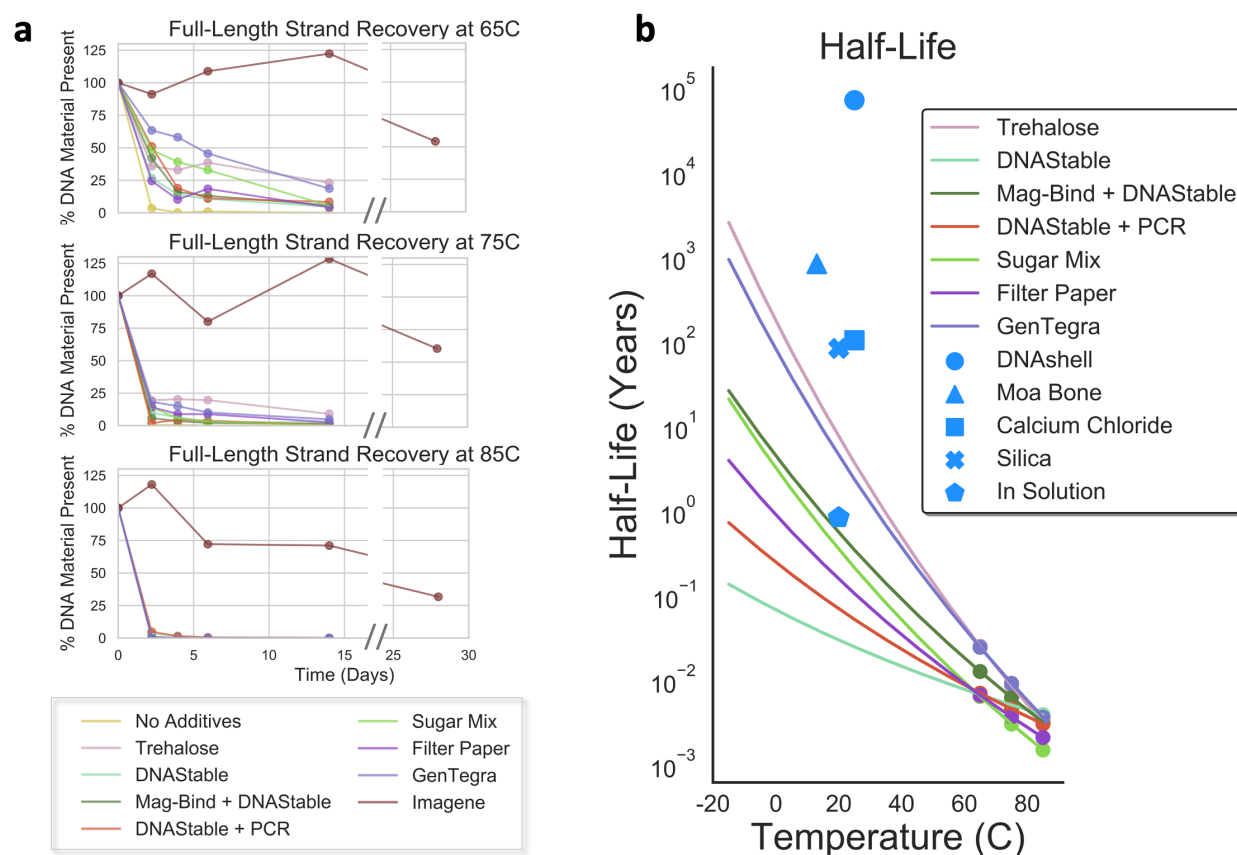 a
Full-Length Strand Recovery at 65C
% DNA Material Present
125
100
75
50
25
0
Full-Length Strand Recovery at 75C
% DNA Material Present
125
100
75
50
25
0
Full-Length Strand Recovery at 85C
% DNA Material Present
125
100
75
50
25
0
0 5 10 15 25 30
Time (Days)
No Additives
Trehalose
DNAStable
Mag-Bind + DNAStable
DNAStable + PCR
Sugar Mix
Filter Paper
GenTegra
Imagene
b
Half-Life
Half-Life (Years)
10^5
10^4
10^3
10^2
10^1
10^0
10^−1
10^−2
10^−3
-20 0 20 40 60 80
Temperature (C)
Trehalose
DNAStable
Mag-Bind + DNAStable
DNAStable + PCR
Sugar Mix
Filter Paper
GenTegra
DNAshell
Moa Bone
Calcium Chloride
Silica
In Solution